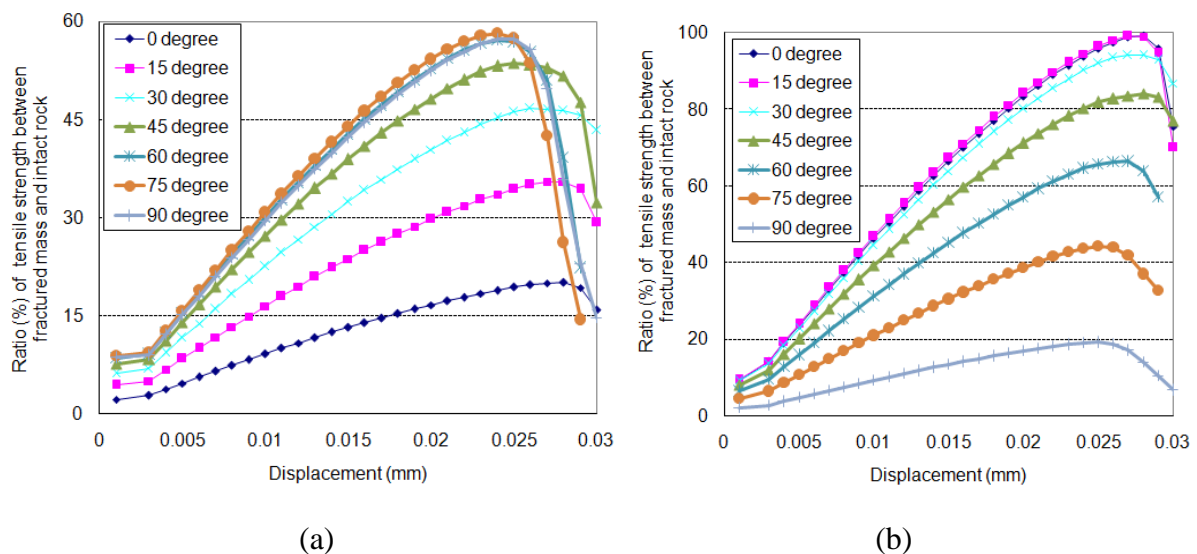 Ratio (%) of tensile strength between
fractured mass and intact rock
60
45
30
15
0
0 degree
15 degree
30 degree
45 degree
60 degree
75 degree
90 degree
0
0.005
0.01
0.015
0.02
0.025
0.03
Displacement (mm)
(a)
Ratio (%) of tensile strength between
fractured mass and intact rock
100
80
60
40
20
0
0 degree
15 degree
30 degree
45 degree
60 degree
75 degree
90 degree
0
0.005
0.01
0.015
0.02
0.025
0.03
Displacement (mm)
(b)